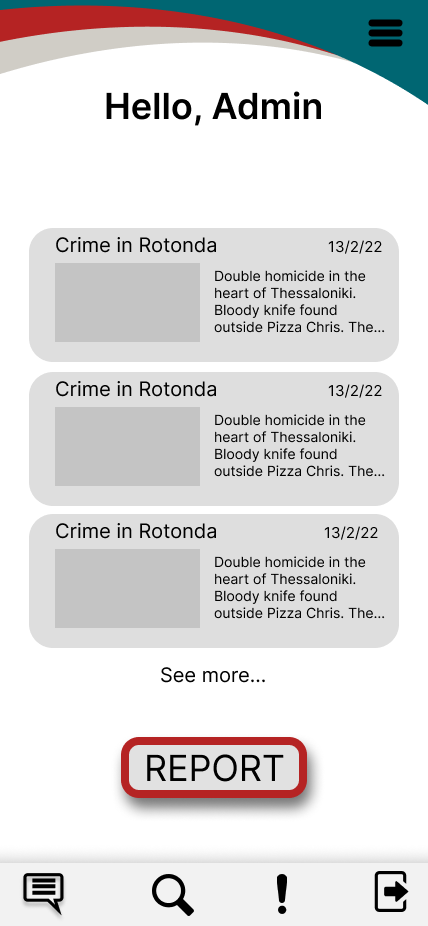 Hello, Admin
Crime in Rotonda 13/2/22
Double homicide in the
heart of Thessaloniki.
Bloody knife found
outside Pizza Chris. The...
Crime in Rotonda 13/2/22
Double homicide in the
heart of Thessaloniki.
Bloody knife found
outside Pizza Chris. The...
Crime in Rotonda 13/2/22
Double homicide in the
heart of Thessaloniki.
Bloody knife found
outside Pizza Chris. The...
See more...
REPORT